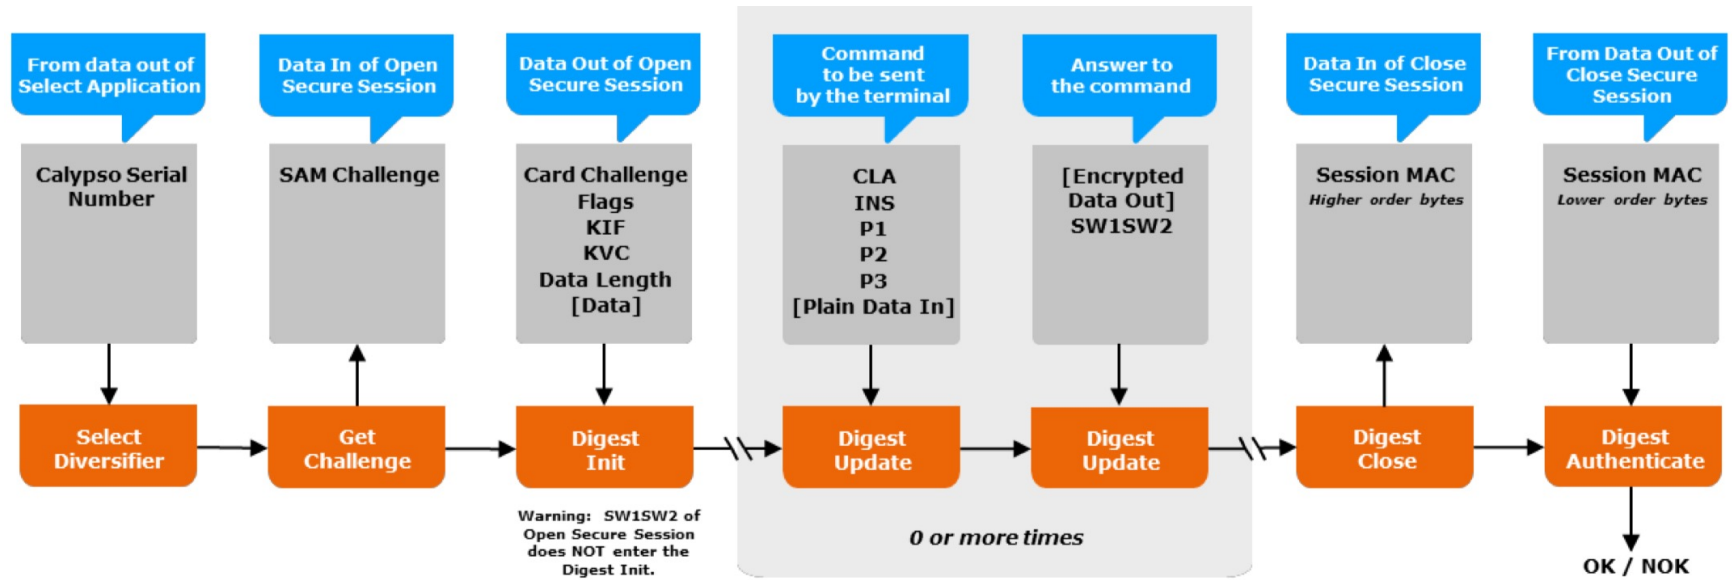 From data out of
Select Application
Data In of Open
Secure Session
Data Out of Open
Secure Session
Command
to be sent
by the terminal
Answer to
the command
Data In of Close
Secure Session
From Data Out of
Close Secure
Session
Calypso Serial
Number
SAM Challenge
Card Challenge
Flags
KIF
KVC
Data Length
[Data]
CLA
INS
P1
P2
P3
[Plain Data In]
[Encrypted
Data Out]
SW1SW2
Session MAC
Higher order bytes
Session MAC
Lower order bytes
Select
Diversifier
Get
Challenge
Digest
Init
Digest
Update
Digest
Update
Digest
Close
Digest
Authenticate
Warning: SW1SW2 of
Open Secure Session
does NOT enter the
Digest Init.
0 or more times
OK / NOK